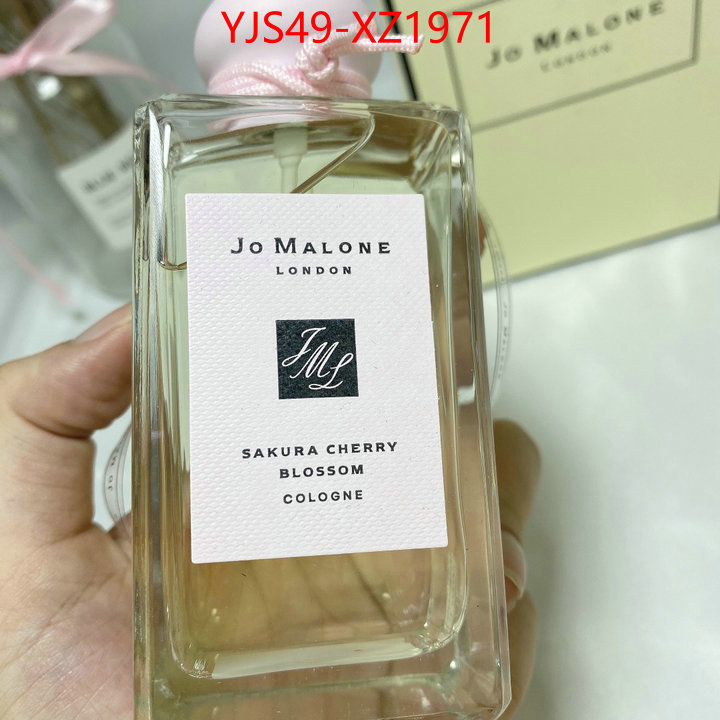 YJS49-XZ1971
JO MALONE
LONDON
JO MALONE
LONDON
JML
SAKURA CHERRY
BLOSSOM
COLOGNE